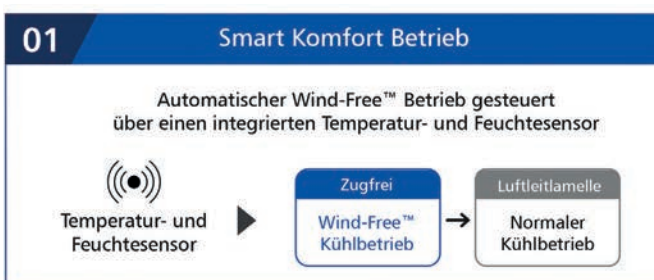 01
Smart Komfort Betrieb
Automatischer Wind-Free™ Betrieb gesteuert
über einen integrierten Temperatur- und Feuchtesensor
Temperatur- und
Feuchtesensor
Zugfrei
Wind-Free™
Kühlbetrieb
Luftleitlamelle
Normaler
Kühlbetrieb